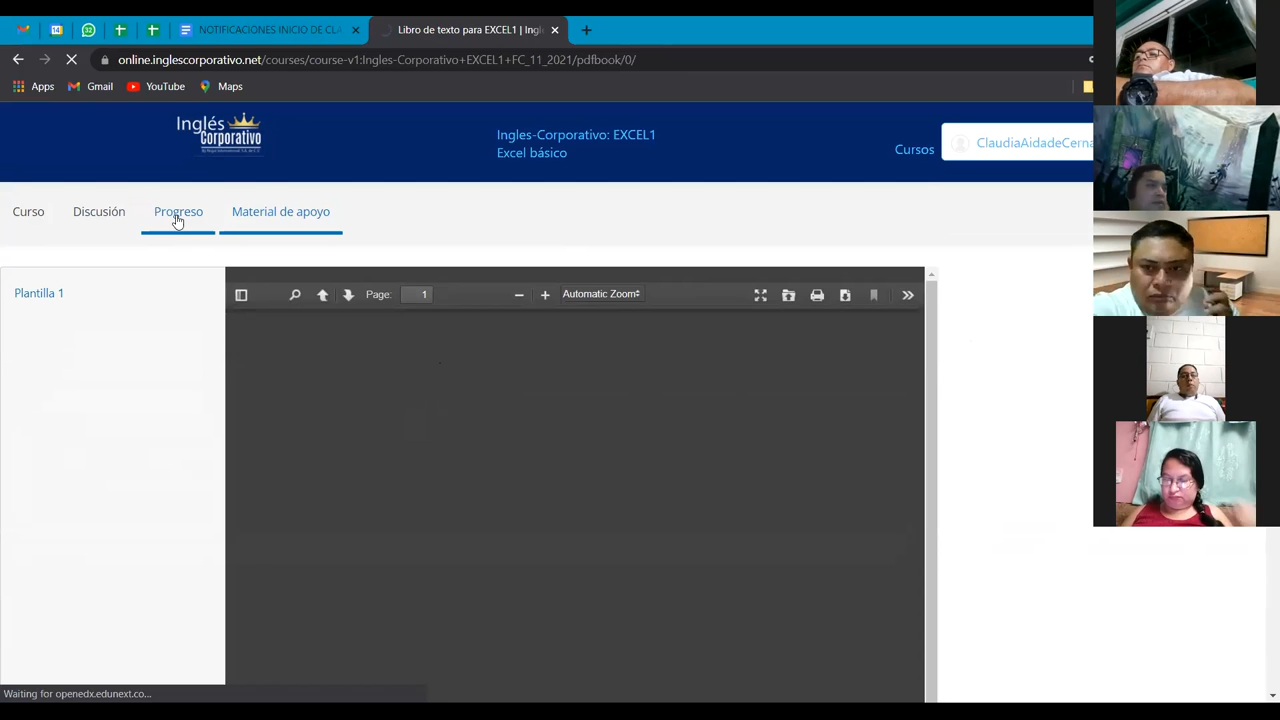 14
32
NOTIFICACIONES INICIO DE CLA
Libro de texto para EXCEL1 | Ingl
online.inglescorporativo.net/courses/course-v1:Ingles-Corporativo+EXCEL1+FC_11_2021/pdfbook/0/
Apps Gmail YouTube Maps
Inglés
Corporativo
Ingles-Corporativo: EXCEL1
Excel básico
Cursos
ClaudiaAidadeCerna
Curso Discusión Progreso Material de apoyo
Plantilla 1
Page: 1 Automatic Zoom
Waiting for openedx.edunext.co...